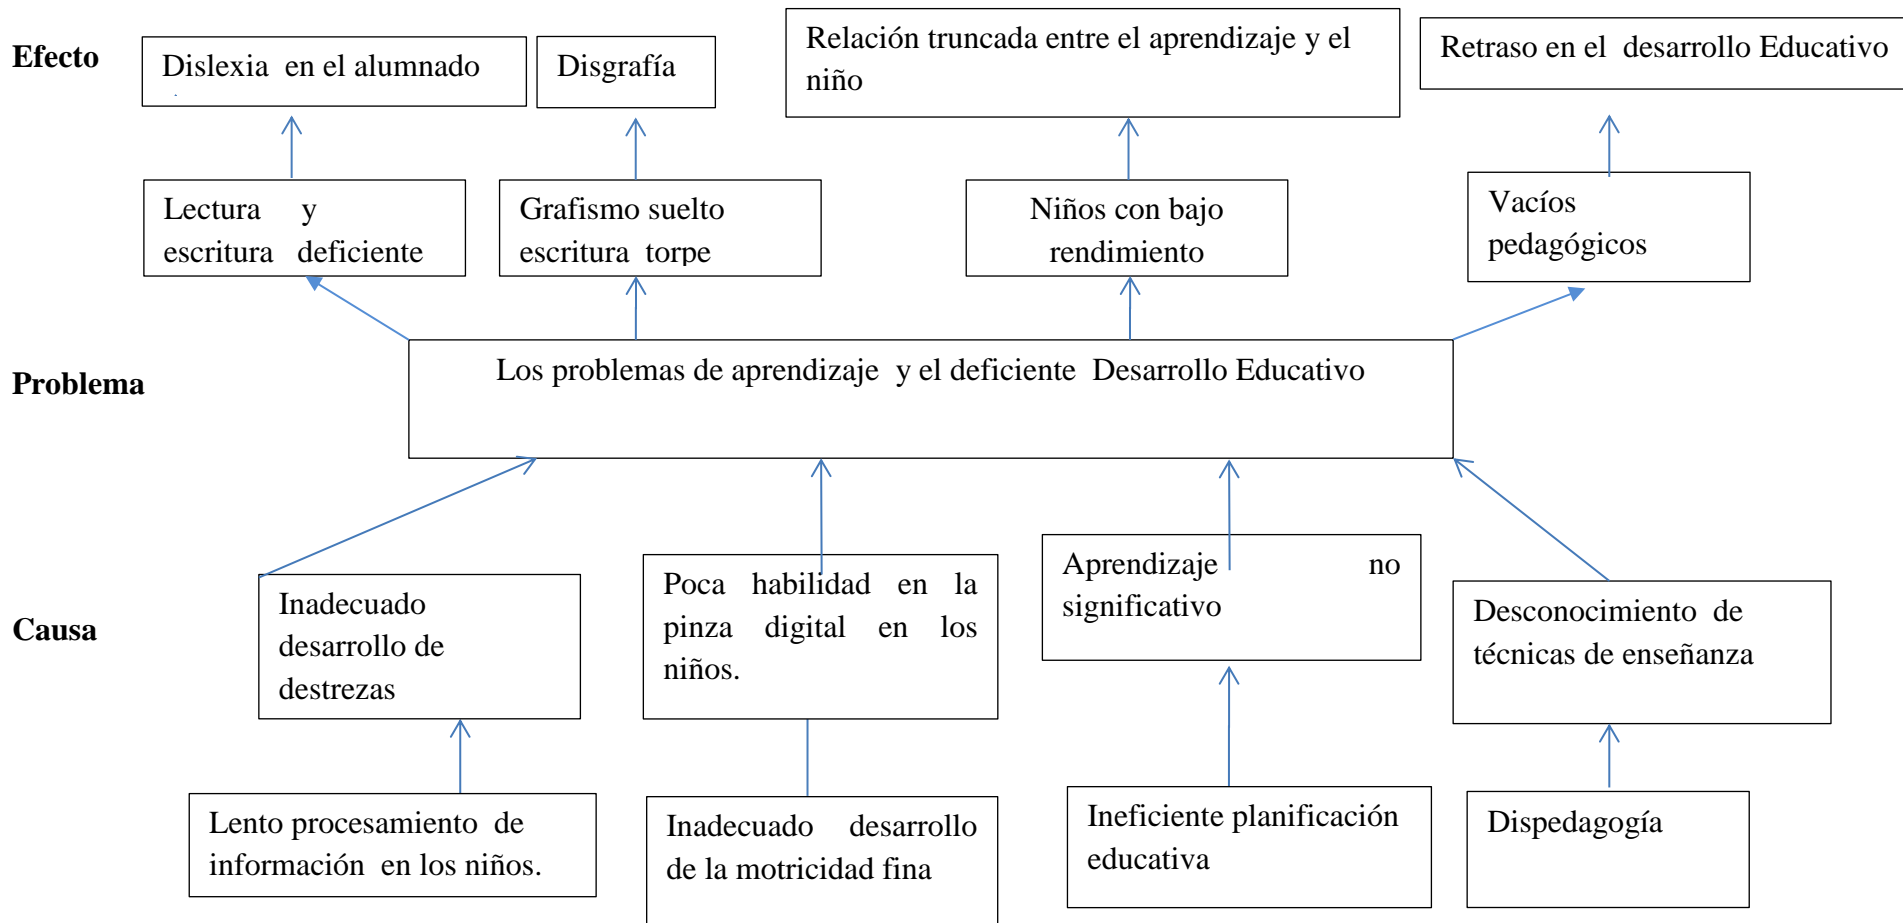 Efecto
Dislexia en el alumnado
Disgrafía
Relación truncada entre el aprendizaje y el
niño
Retraso en el desarrollo Educativo
Lectura y
escritura deficiente
Grafismo suelto
escritura torpe
Niños con bajo
rendimiento
Vacíos
pedagógicos
Problema
Los problemas de aprendizaje y el deficiente Desarrollo Educativo
Causa
Inadecuado
desarrollo de
destrezas
Poca habilidad en la
pinza digital en los
niños.
Aprendizaje no
significativo
Desconocimiento de
técnicas de enseñanza
Lento procesamiento de
información en los niños.
Inadecuado desarrollo
de la motricidad fina
Ineficiente planificación
educativa
Dispedagogía